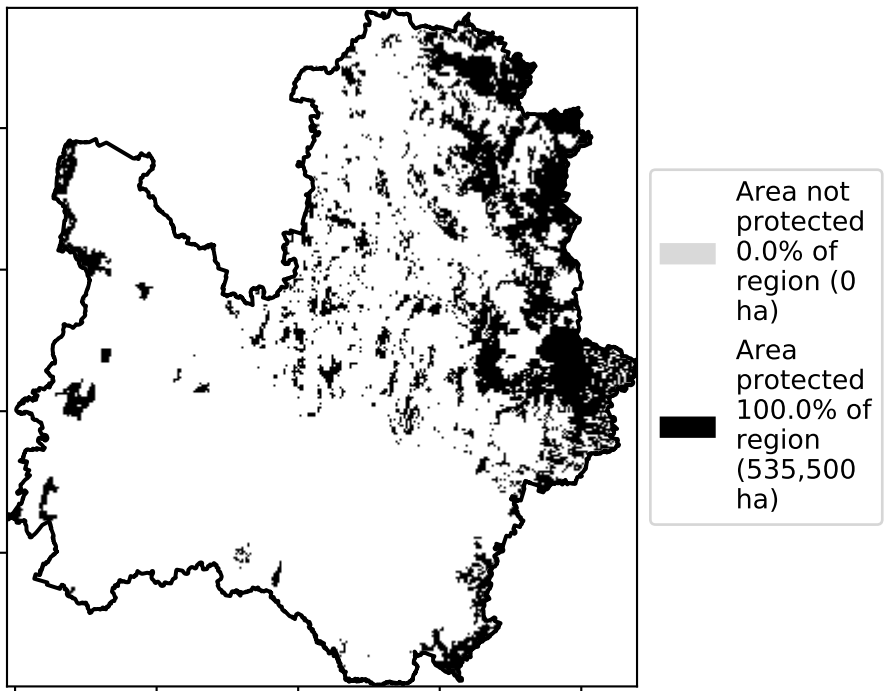 Area not
protected
0.0% of
region (0
ha)
Area
protected
100.0% of
region
(535,500
ha)